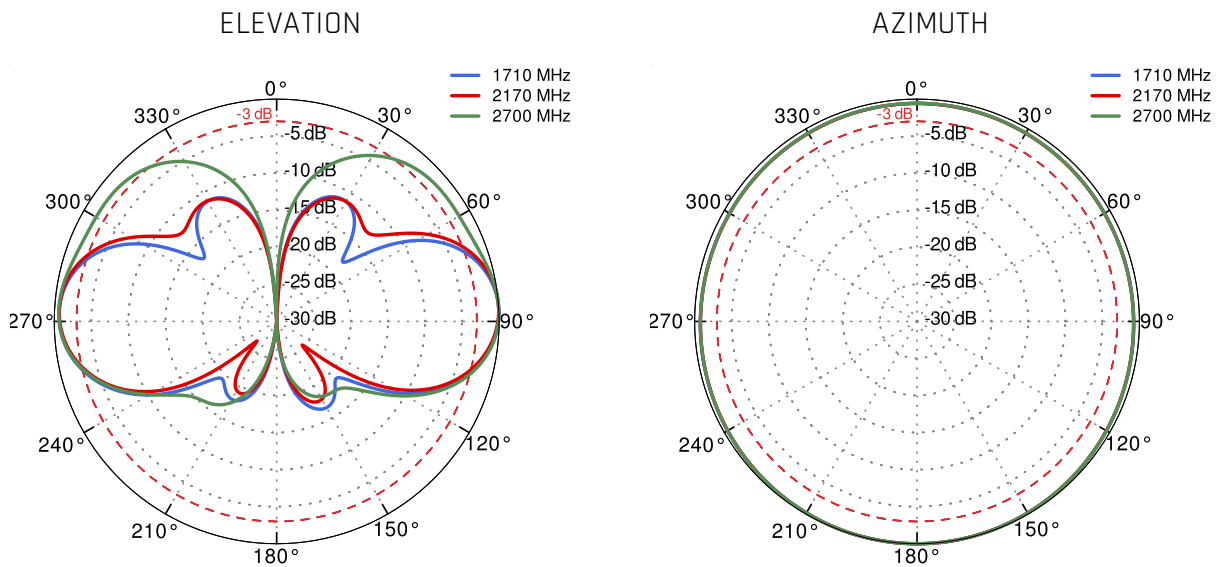 ELEVATION
1710 MHz
2170 MHz
2700 MHz
0°
30°
60°
90°
120°
150°
180°
210°
240°
270°
300°
330°
-3 dB
-5 dB
-10 dB
-15 dB
-20 dB
-25 dB
-30 dB
AZIMUTH
1710 MHz
2170 MHz
2700 MHz
0°
30°
60°
90°
120°
150°
180°
210°
240°
270°
300°
330°
-3 dB
-5 dB
-10 dB
-15 dB
-20 dB
-25 dB
-30 dB